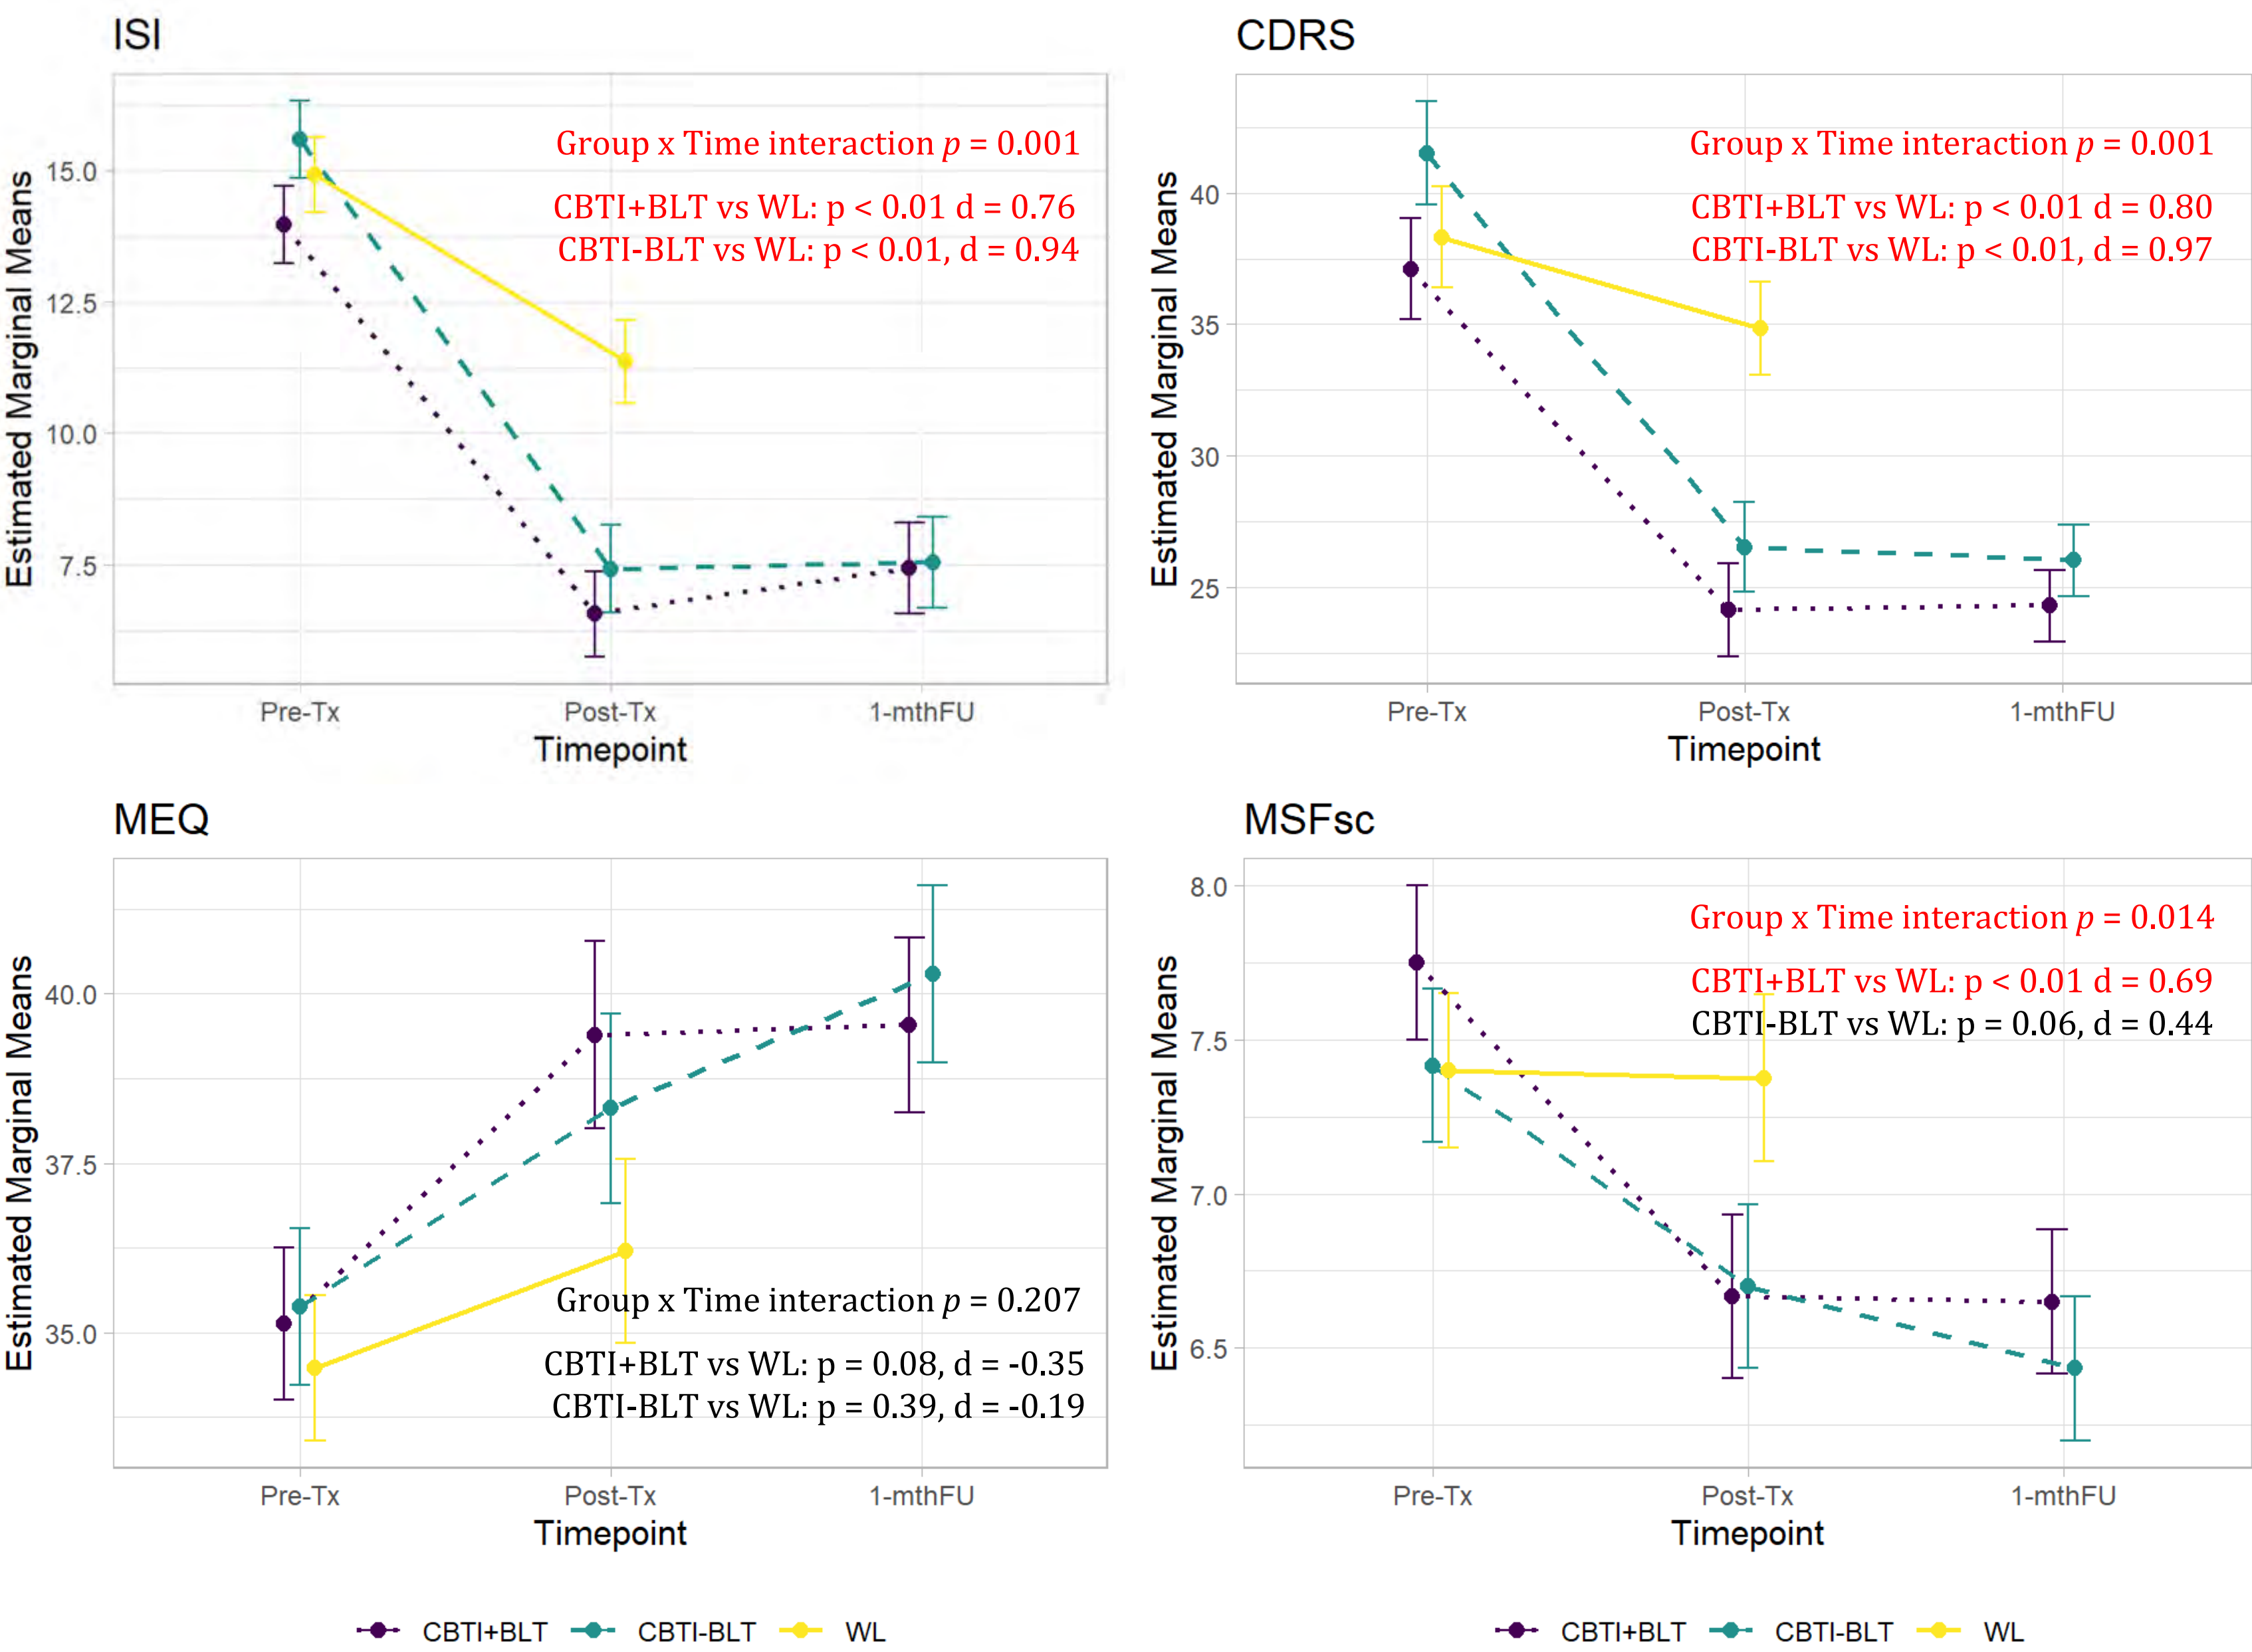 ISI
Estimated Marginal Means
15.0
12.5
10.0
7.5
Group x Time interaction p = 0.001
CBTI+BLT vs WL: p < 0.01 d = 0.76
CBTI-BLT vs WL: p < 0.01, d = 0.94
Pre-Tx
Post-Tx
1-mthFU
Timepoint
CDRS
Estimated Marginal Means
40
35
30
25
Group x Time interaction p = 0.001
CBTI+BLT vs WL: p < 0.01 d = 0.80
CBTI-BLT vs WL: p < 0.01, d = 0.97
Pre-Tx
Post-Tx
1-mthFU
Timepoint
MEQ
Estimated Marginal Means
40.0
37.5
35.0
Group x Time interaction p = 0.207
CBTI+BLT vs WL: p = 0.08, d = -0.35
CBTI-BLT vs WL: p = 0.39, d = -0.19
Pre-Tx
Post-Tx
1-mthFU
Timepoint
MSFsc
Estimated Marginal Means
8.0
7.5
7.0
6.5
Group x Time interaction p = 0.014
CBTI+BLT vs WL: p < 0.01 d = 0.69
CBTI-BLT vs WL: p = 0.06, d = 0.44
Pre-Tx
Post-Tx
1-mthFU
Timepoint
CBTI+BLT
CBTI-BLT
WL
CBTI+BLT
CBTI-BLT
WL